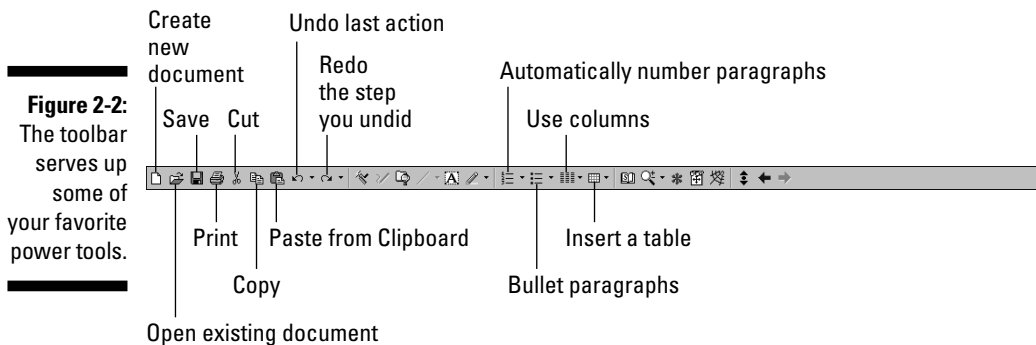 Create
new
document
Undo last action
Redo
the step
you undid
Automatically number paragraphs
Figure 2-2:
The toolbar
serves up
some of
your favorite
power tools.
Save
Cut
Use columns
A
Print
Paste from Clipboard
Insert a table
Copy
Bullet paragraphs
Open existing document